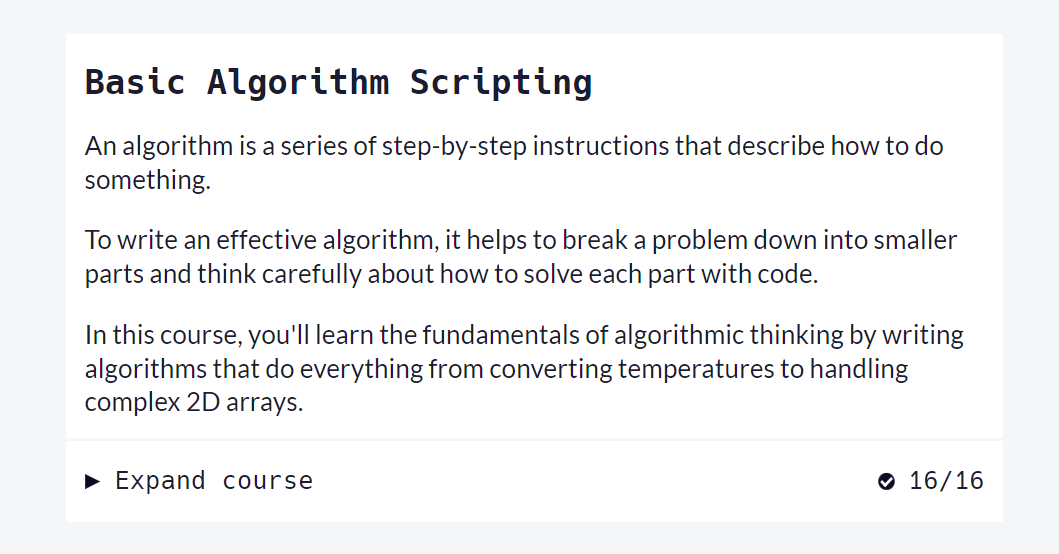 Basic Algorithm Scripting
An algorithm is a series of step-by-step instructions that describe how to do
something.
To write an effective algorithm, it helps to break a problem down into smaller
parts and think carefully about how to solve each part with code.
In this course, you'll learn the fundamentals of algorithmic thinking by writing
algorithms that do everything from converting temperatures to handling
complex 2D arrays.
Expand course 16/16